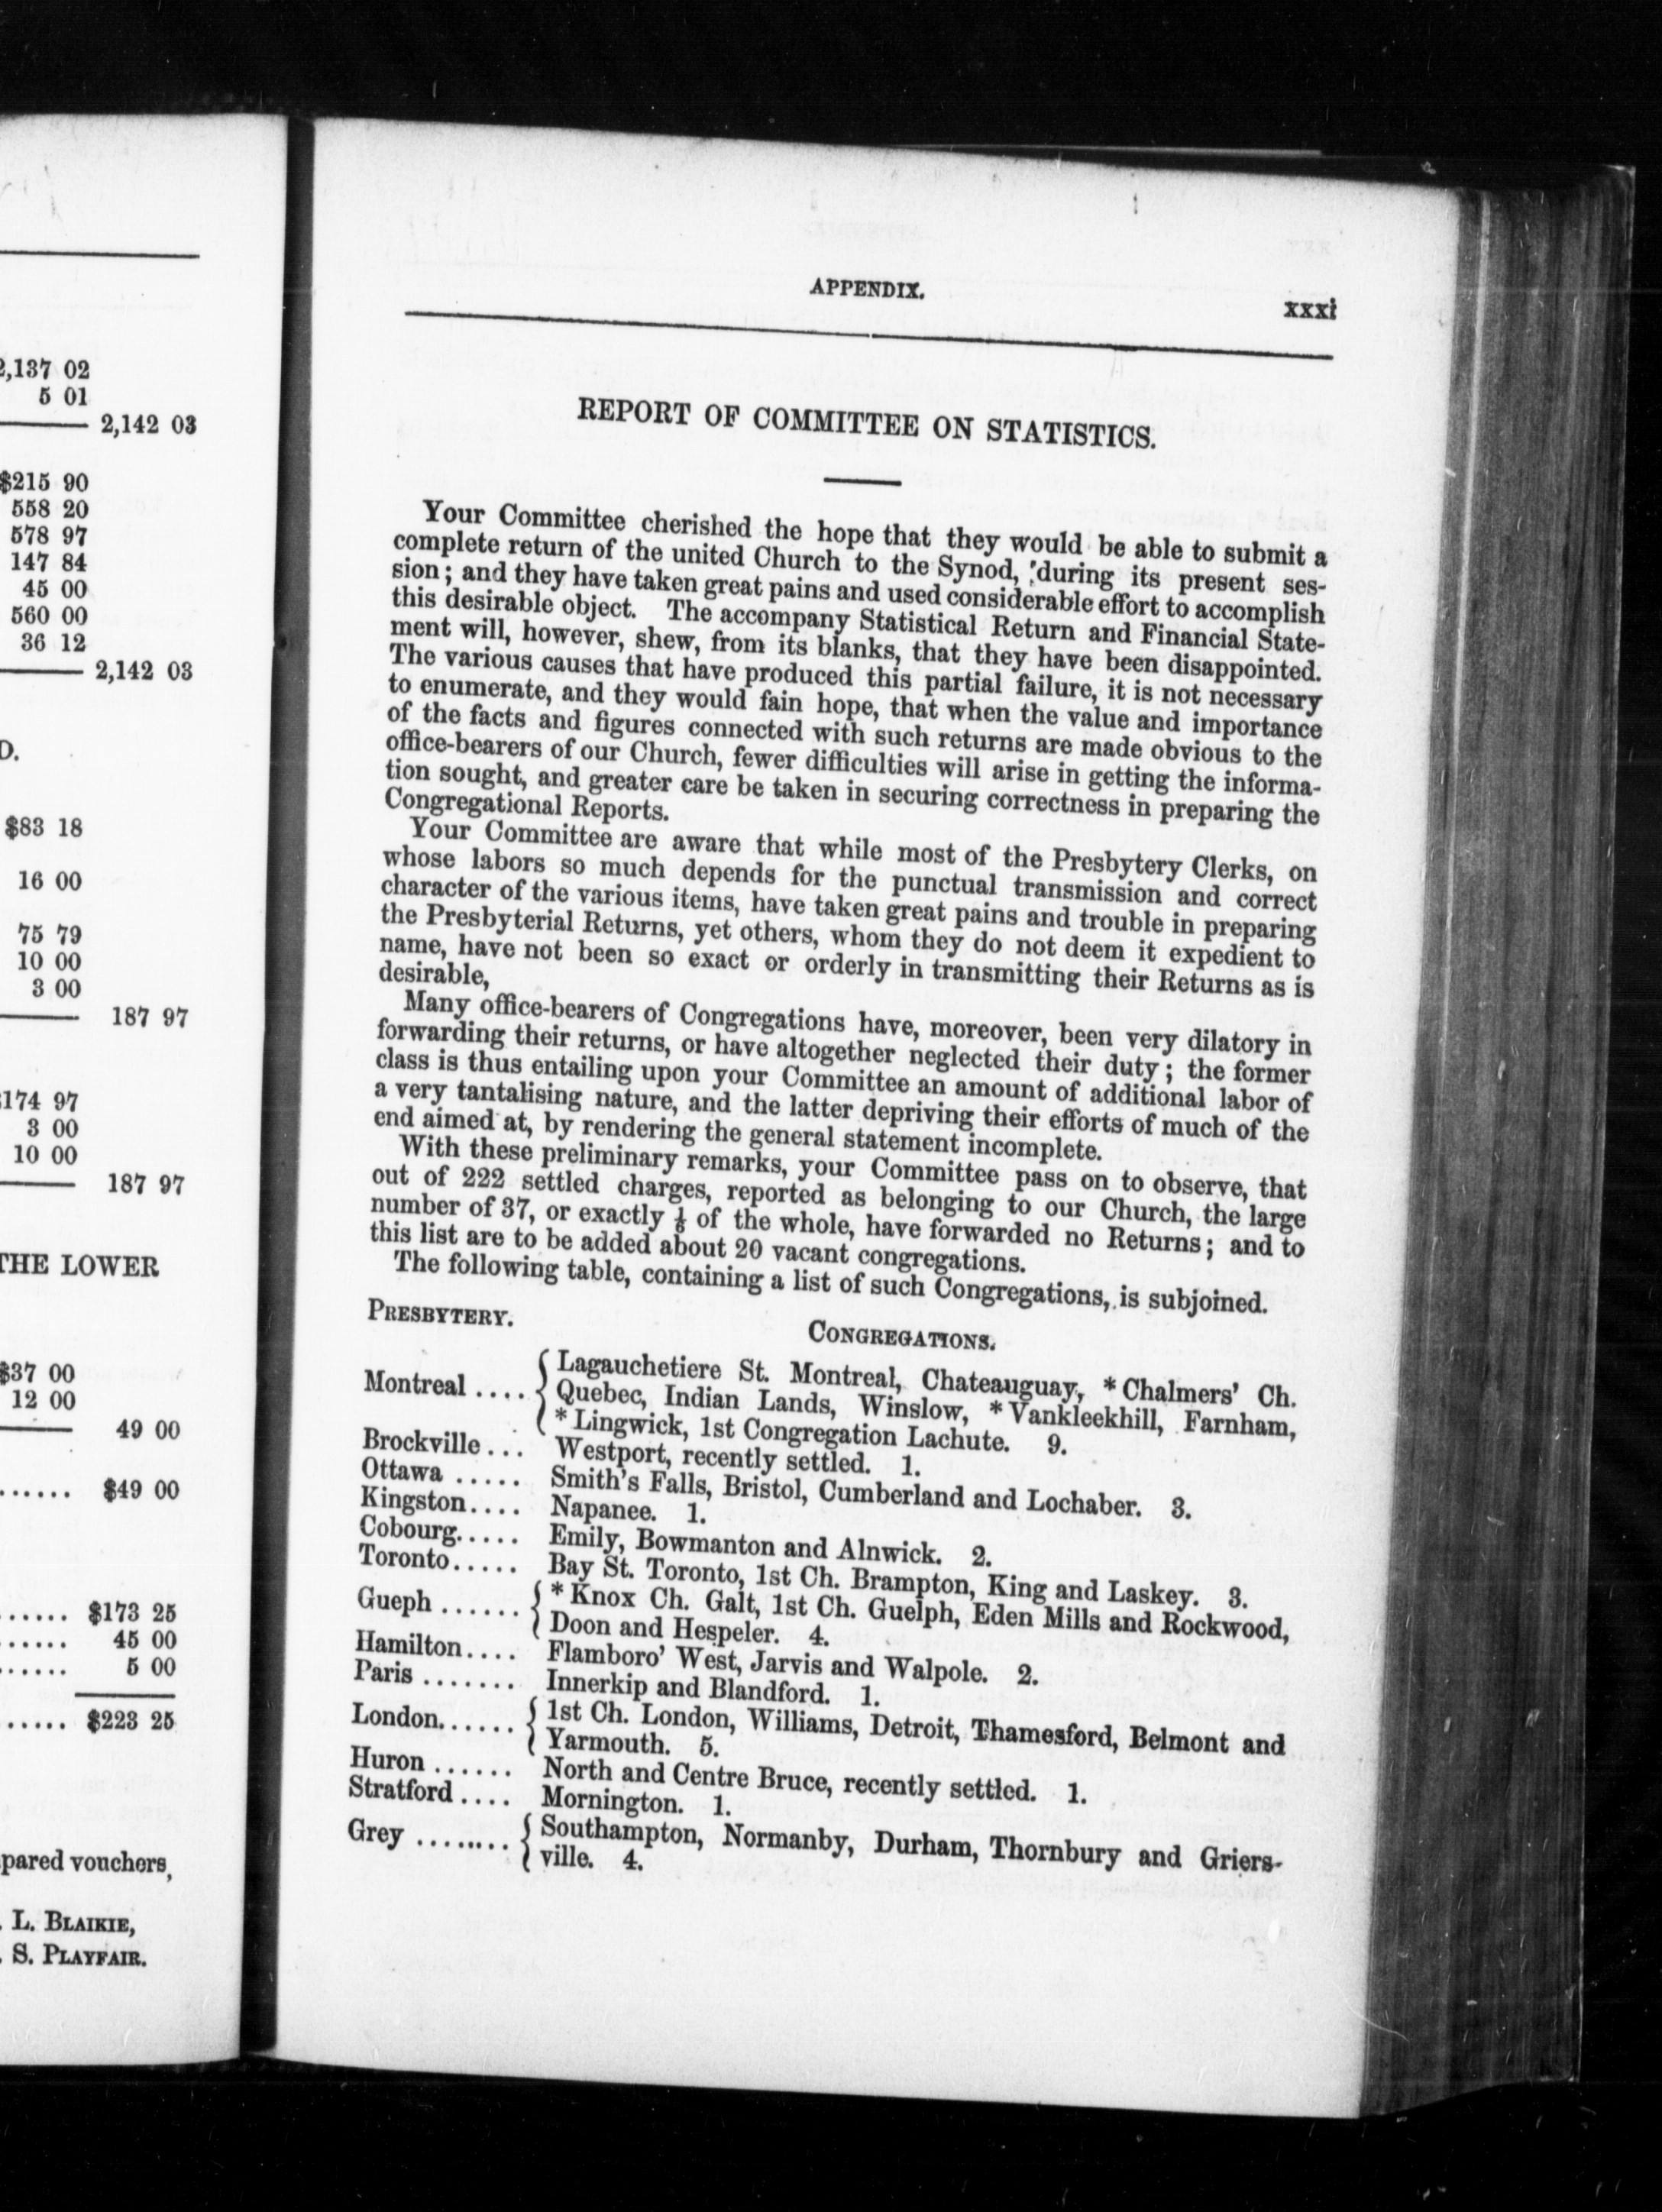 2,137 02
5 01
2,142 03
$215 90
558 20
578 97
147 84
45 00
560 00
36 12
2,142 03
D.
$83 18
16 00
75 79
10 00
3 00
187 97
174 97
3 00
10 00
187 97
THE LOWER
$37 00
12 00
49 00
...... $49 00
...... $173 25
...... 45 00
...... 5 00
..... $223 25
pared vouchers,
. L. BLAIKIE,
. S. PLAYFAIR.
APPENDIX. xxxi
REPORT OF COMMITTEE ON STATISTICS.
Your Committee cherished the hope that they would be able to submit a
complete return of the united Church to the Synod, 'during its present ses-
sion; and they have taken great pains and used considerable effort to accomplish
this desirable object. The accompany Statistical Return and Financial State-
ment will, however, shew, from its blanks, that they have been disappointed.
The various causes that have produced this partial failure, it is not necessary
to enumerate, and they would fain hope, that when the value and importance
of the facts and figures connected with such returns are made obvious to the
office-bearers of our Church, fewer difficulties will arise in getting the informa-
tion sought, and greater care be taken in securing correctness in preparing the
Congregational Reports.
Your Committee are aware that while most of the Presbytery Clerks, on
whose labors so much depends for the punctual transmission and correct
character of the various items, have taken great pains and trouble in preparing
the Presbyterial Returns, yet others, whom they do not deem it expedient to
name, have not been so exact or orderly in transmitting their Returns as is
desirable,
Many office-bearers of Congregations have, moreover, been very dilatory in
forwarding their returns, or have altogether neglected their duty; the former
class is thus entailing upon your Committee an amount of additional labor of
a very tantalising nature, and the latter depriving their efforts of much of the
end aimed at, by rendering the general statement incomplete.
With these preliminary remarks, your Committee pass on to observe, that
out of 222 settled charges, reported as belonging to our Church, the large
number of 37, or exactly ⅙ of the whole, have forwarded no Returns; and to
this list are to be added about 20 vacant congregations.
The following table, containing a list of such Congregations, is subjoined.
PRESBYTERY. CONGREGATIONS.
Montreal .... { Lagauchetiere St. Montreal, Chateauguay, * Chalmers' Ch.
Quebec, Indian Lands, Winslow, * Vankleekhill, Farnham,
* Lingwick, 1st Congregation Lachute. 9.
Brockville ... Westport, recently settled. 1.
Ottawa ..... Smith's Falls, Bristol, Cumberland and Lochaber. 3.
Kingston.... Napanee. 1.
Cobourg..... Emily, Bowmanton and Alnwick. 2.
Toronto..... Bay St. Toronto, 1st Ch. Brampton, King and Laskey. 3.
Gueph ...... { * Knox Ch. Galt, 1st Ch. Guelph, Eden Mills and Rockwood,
Doon and Hespeler. 4.
Hamilton.... Flamboro' West, Jarvis and Walpole. 2.
Paris ....... Innerkip and Blandford. 1.
London...... { 1st Ch. London, Williams, Detroit, Thamesford, Belmont and
Yarmouth. 5.
Huron ...... North and Centre Bruce, recently settled. 1.
Stratford .... Mornington. 1.
Grey ....... { Southampton, Normanby, Durham, Thornbury and Griers-
ville. 4.